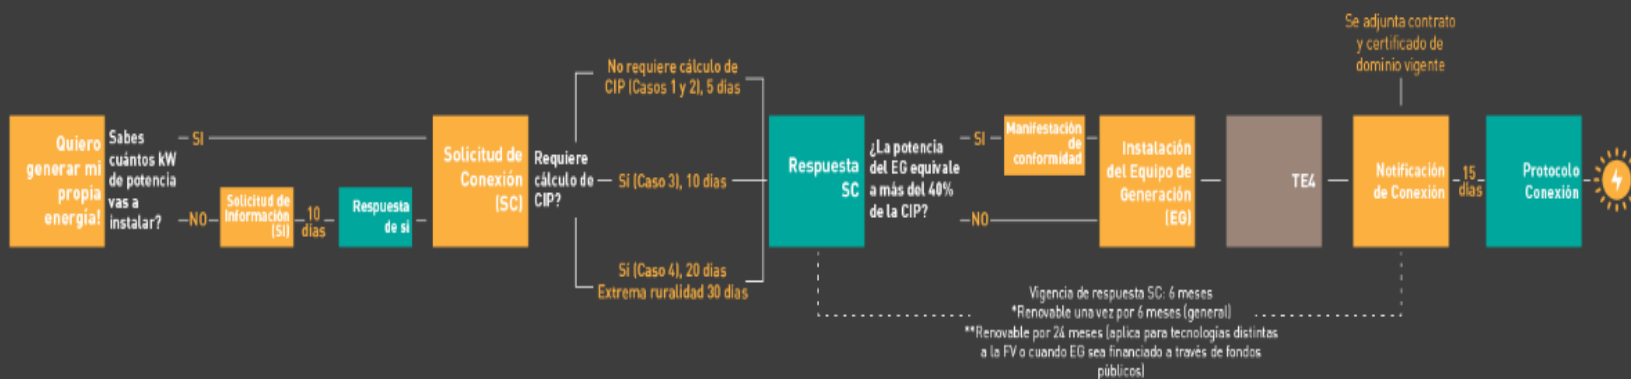 Quiero
generar mi
propia
energía!
Sabes
cuántos kW
de potencia
vas a
instalar?
SI
NO
Solicitud de
Información
(SI)
10
días
Respuesta
de si
Solicitud de
Conexión
(SC)
Requiere
cálculo de
CIP?
No requiere cálculo de
CIP (Casos 1 y 2), 5 días
Sí (Caso 3), 10 días
Sí (Caso 4), 20 días
Extrema ruralidad 30 días
Respuesta
SC
¿La potencia
del EG equivale
a más del 40%
de la CIP?
SI
NO
Manifestación
de
conformidad
Instalación
del Equipo de
Generación
(EG)
TE4
Se adjunta contrato
y certificado de
dominio vigente
Notificación
de Conexión
15
días
Protocolo
Conexión
Vigencia de respuesta SC: 6 meses
*Renovable una vez por 6 meses (general)
**Renovable por 24 meses (aplica para tecnologías distintas
a la FV o cuando EG sea financiado a través de fondos
públicos)